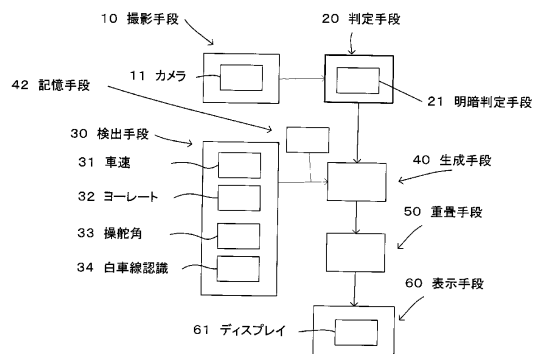 10 撮影手段
20 判定手段
11 カメラ
42 記憶手段
21 明暗判定手段
30 検出手段
31 車速
40 生成手段
32 ヨーレート
50 重畳手段
33 操舵角
34 白車線認識
60 表示手段
61 ディスプレイ